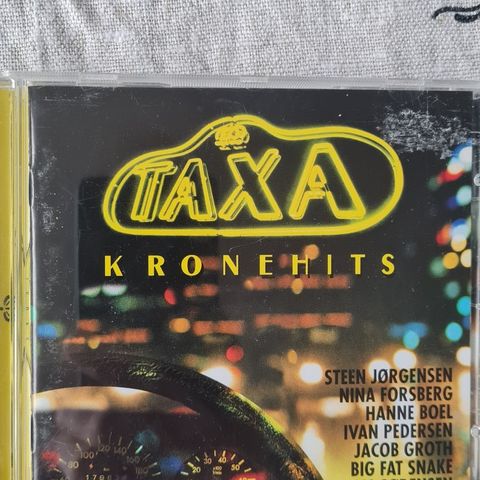 TAXA
KRONEHITS
STEEN JØRGENSEN
NINA FORSBERG
HANNE BOEL
IVAN PEDERSEN
JACOB GROTH
BIG FAT SNAKE